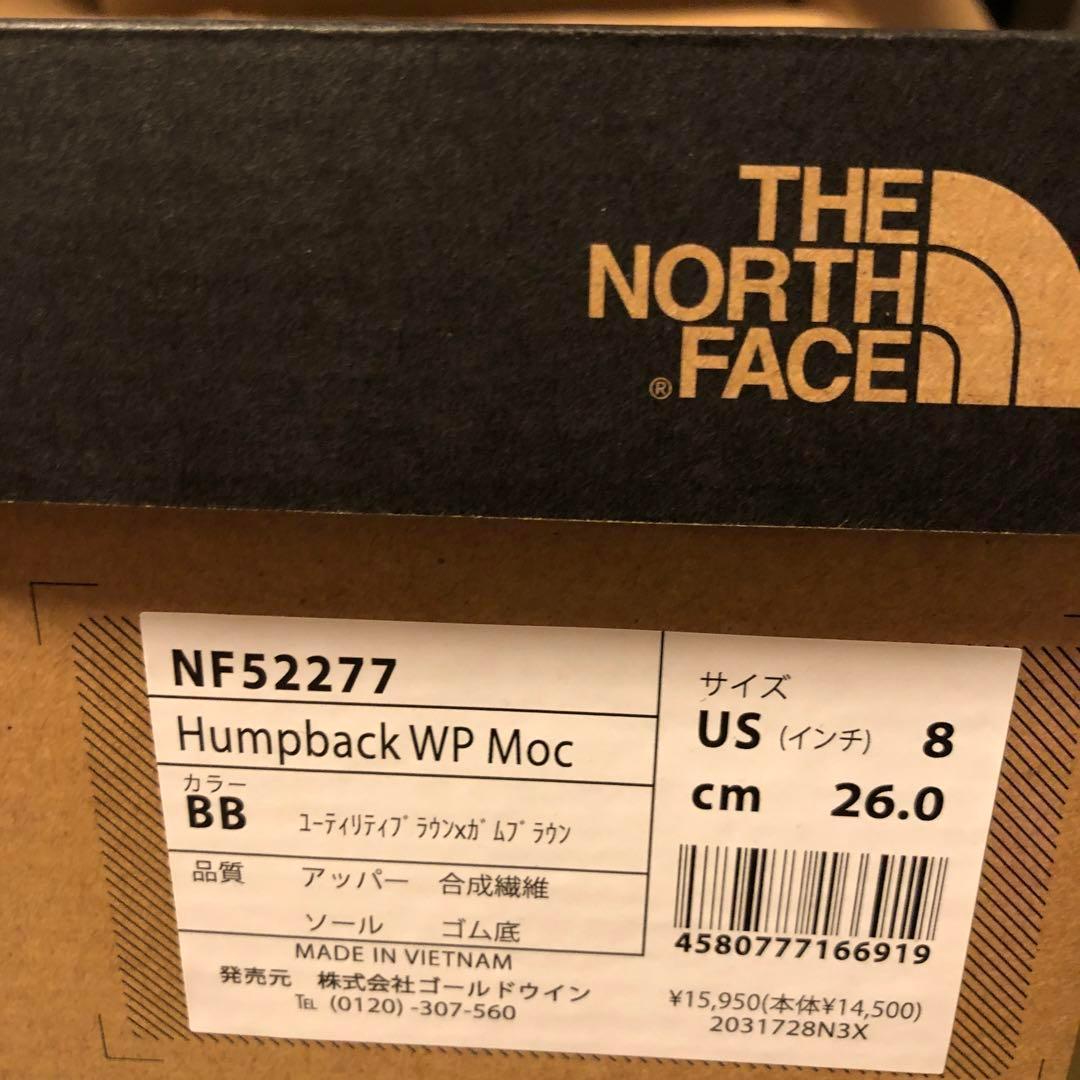 THE
NORTH
FACE
®
NF52277
Humpback WP Moc
カラー
BB ﾕｰﾃｨﾘﾃｨﾌﾞﾗｳﾝxｶﾞﾑﾌﾞﾗｳﾝ
品質 アッパー 合成繊維
ソール ゴム底
MADE IN VIETNAM
発売元 株式会社ゴールドウイン
TEL (0120) -307-560
サイズ
US (インチ) 8
cm 26.0
4580777166919
¥15,950(本体¥14,500)
2031728N3X